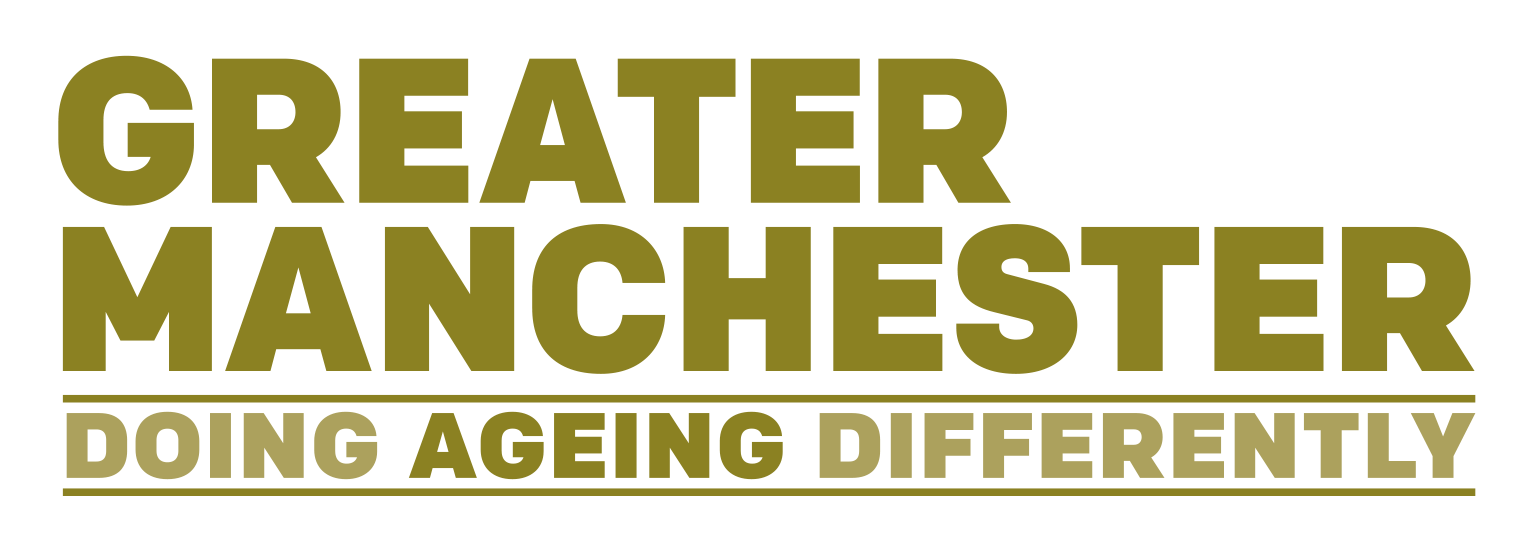 GREATER
MANCHESTER
DOING AGEING DIFFERENTLY